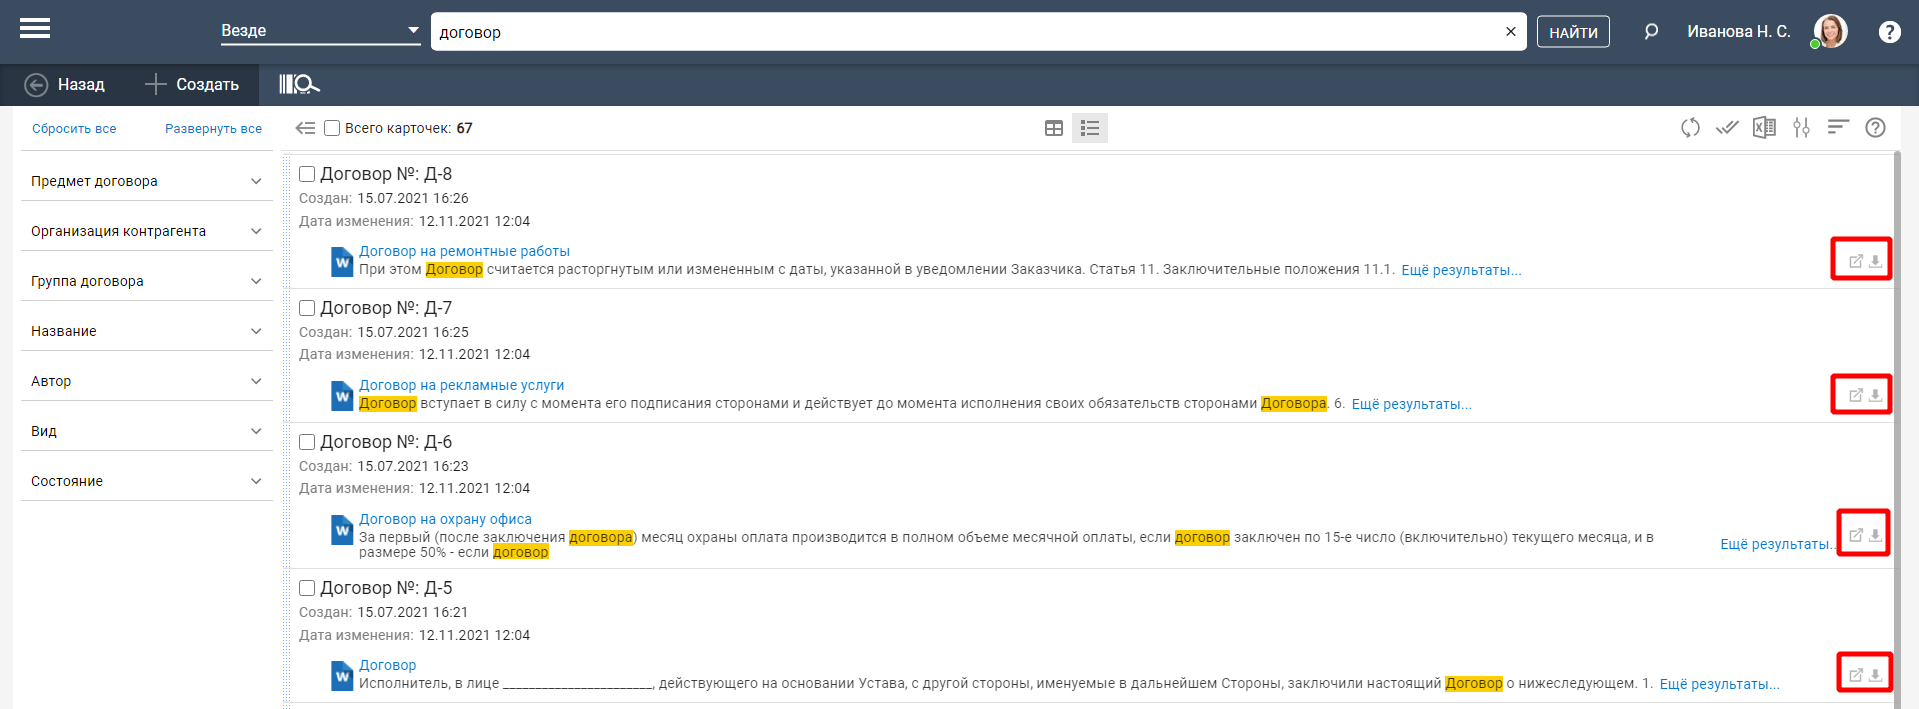 Везде
договор
НАЙТИ
Иванова Н. С.
Назад
Создать
Сбросить все
Развернуть все
Всего карточек: 67
Предмет договора
Организация контрагента
Группа договора
Название
Автор
Вид
Состояние
Договор №: Д-8
Создан: 15.07.2021 16:26
Дата изменения: 12.11.2021 12:04
Договор на ремонтные работы
При этом Договор считается расторгнутым или измененным с даты, указанной в уведомлении Заказчика. Статья 11. Заключительные положения 11.1. Ещё результаты...
Договор №: Д-7
Создан: 15.07.2021 16:25
Дата изменения: 12.11.2021 12:04
Договор на рекламные услуги
Договор вступает в силу с момента его подписания сторонами и действует до момента исполнения своих обязательств сторонами Договора. 6. Ещё результаты...
Договор №: Д-6
Создан: 15.07.2021 16:23
Дата изменения: 12.11.2021 12:04
Договор на охрану офиса
За первый (после заключения договора) месяц охраны оплата производится в полном объеме месячной оплаты, если договор заключен по 15-е число (включительно) текущего месяца, и в
размере 50% - если договор
Ещё результаты..
Договор №: Д-5
Создан: 15.07.2021 16:21
Дата изменения: 12.11.2021 12:04
Договор
Исполнитель, в лице _____________________, действующего на основании Устава, с другой стороны, именуемые в дальнейшем Стороны, заключили настоящий Договор о нижеследующем. 1. Ещё результаты...